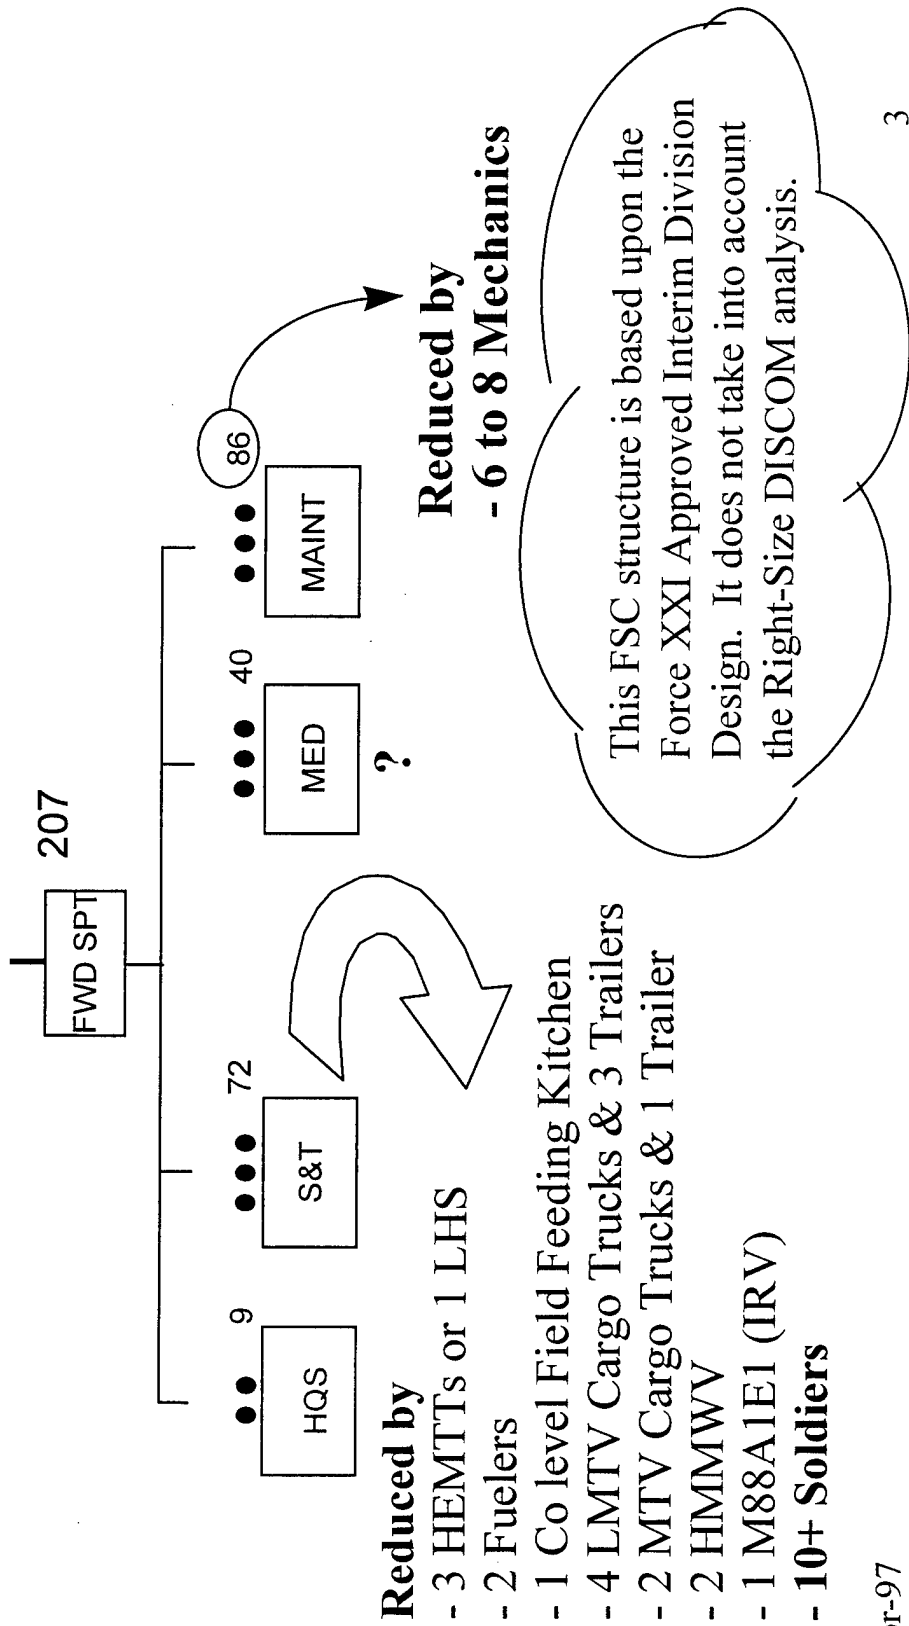 FWD SPT 207
HQS 9
S&T 72
MED 40
MAINT 86
?
Reduced by
- 3 HEMTTs or 1 LHS
- 2 Fuelers
- 1 Co level Field Feeding Kitchen
- 4 LMTV Cargo Trucks & 3 Trailers
- 2 MTV Cargo Trucks & 1 Trailer
- 2 HMMWV
- 1 M88A1E1 (IRV)
- 10+ Soldiers
Reduced by
- 6 to 8 Mechanics
This FSC structure is based upon the
Force XXI Approved Interim Division
Design. It does not take into account
the Right-Size DISCOM analysis.
or-97
3